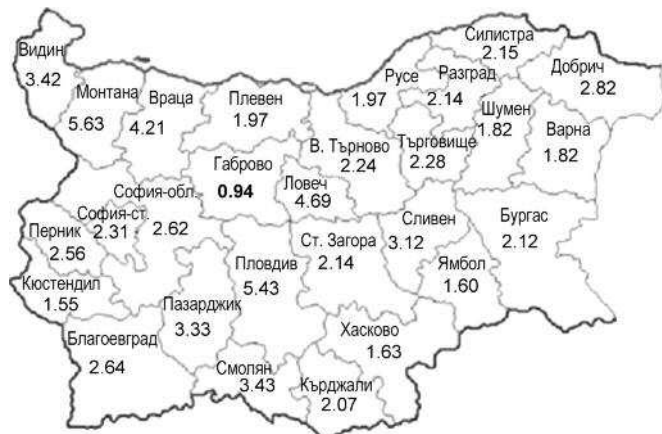 Видин
3.42
Монтана
5.63
Враца
4.21
Плевен
1.97
Русе
1.97
Силистра
2.15
Разград
2.14
Добрич
2.82
Шумен
1.82
Варна
1.82
В. Търново
2.24
Търговище
2.28
Габрово
0.94
Ловеч
4.69
София-обл.
2.62
София-ст.
2.31
Перник
2.56
Кюстендил
1.55
Благоевград
2.64
Пазарджик
3.33
Пловдив
5.43
Смолян
3.43
Ст. Загора
2.14
Сливен
3.12
Ямбол
1.60
Бургас
2.12
Хасково
1.63
Кърджали
2.07